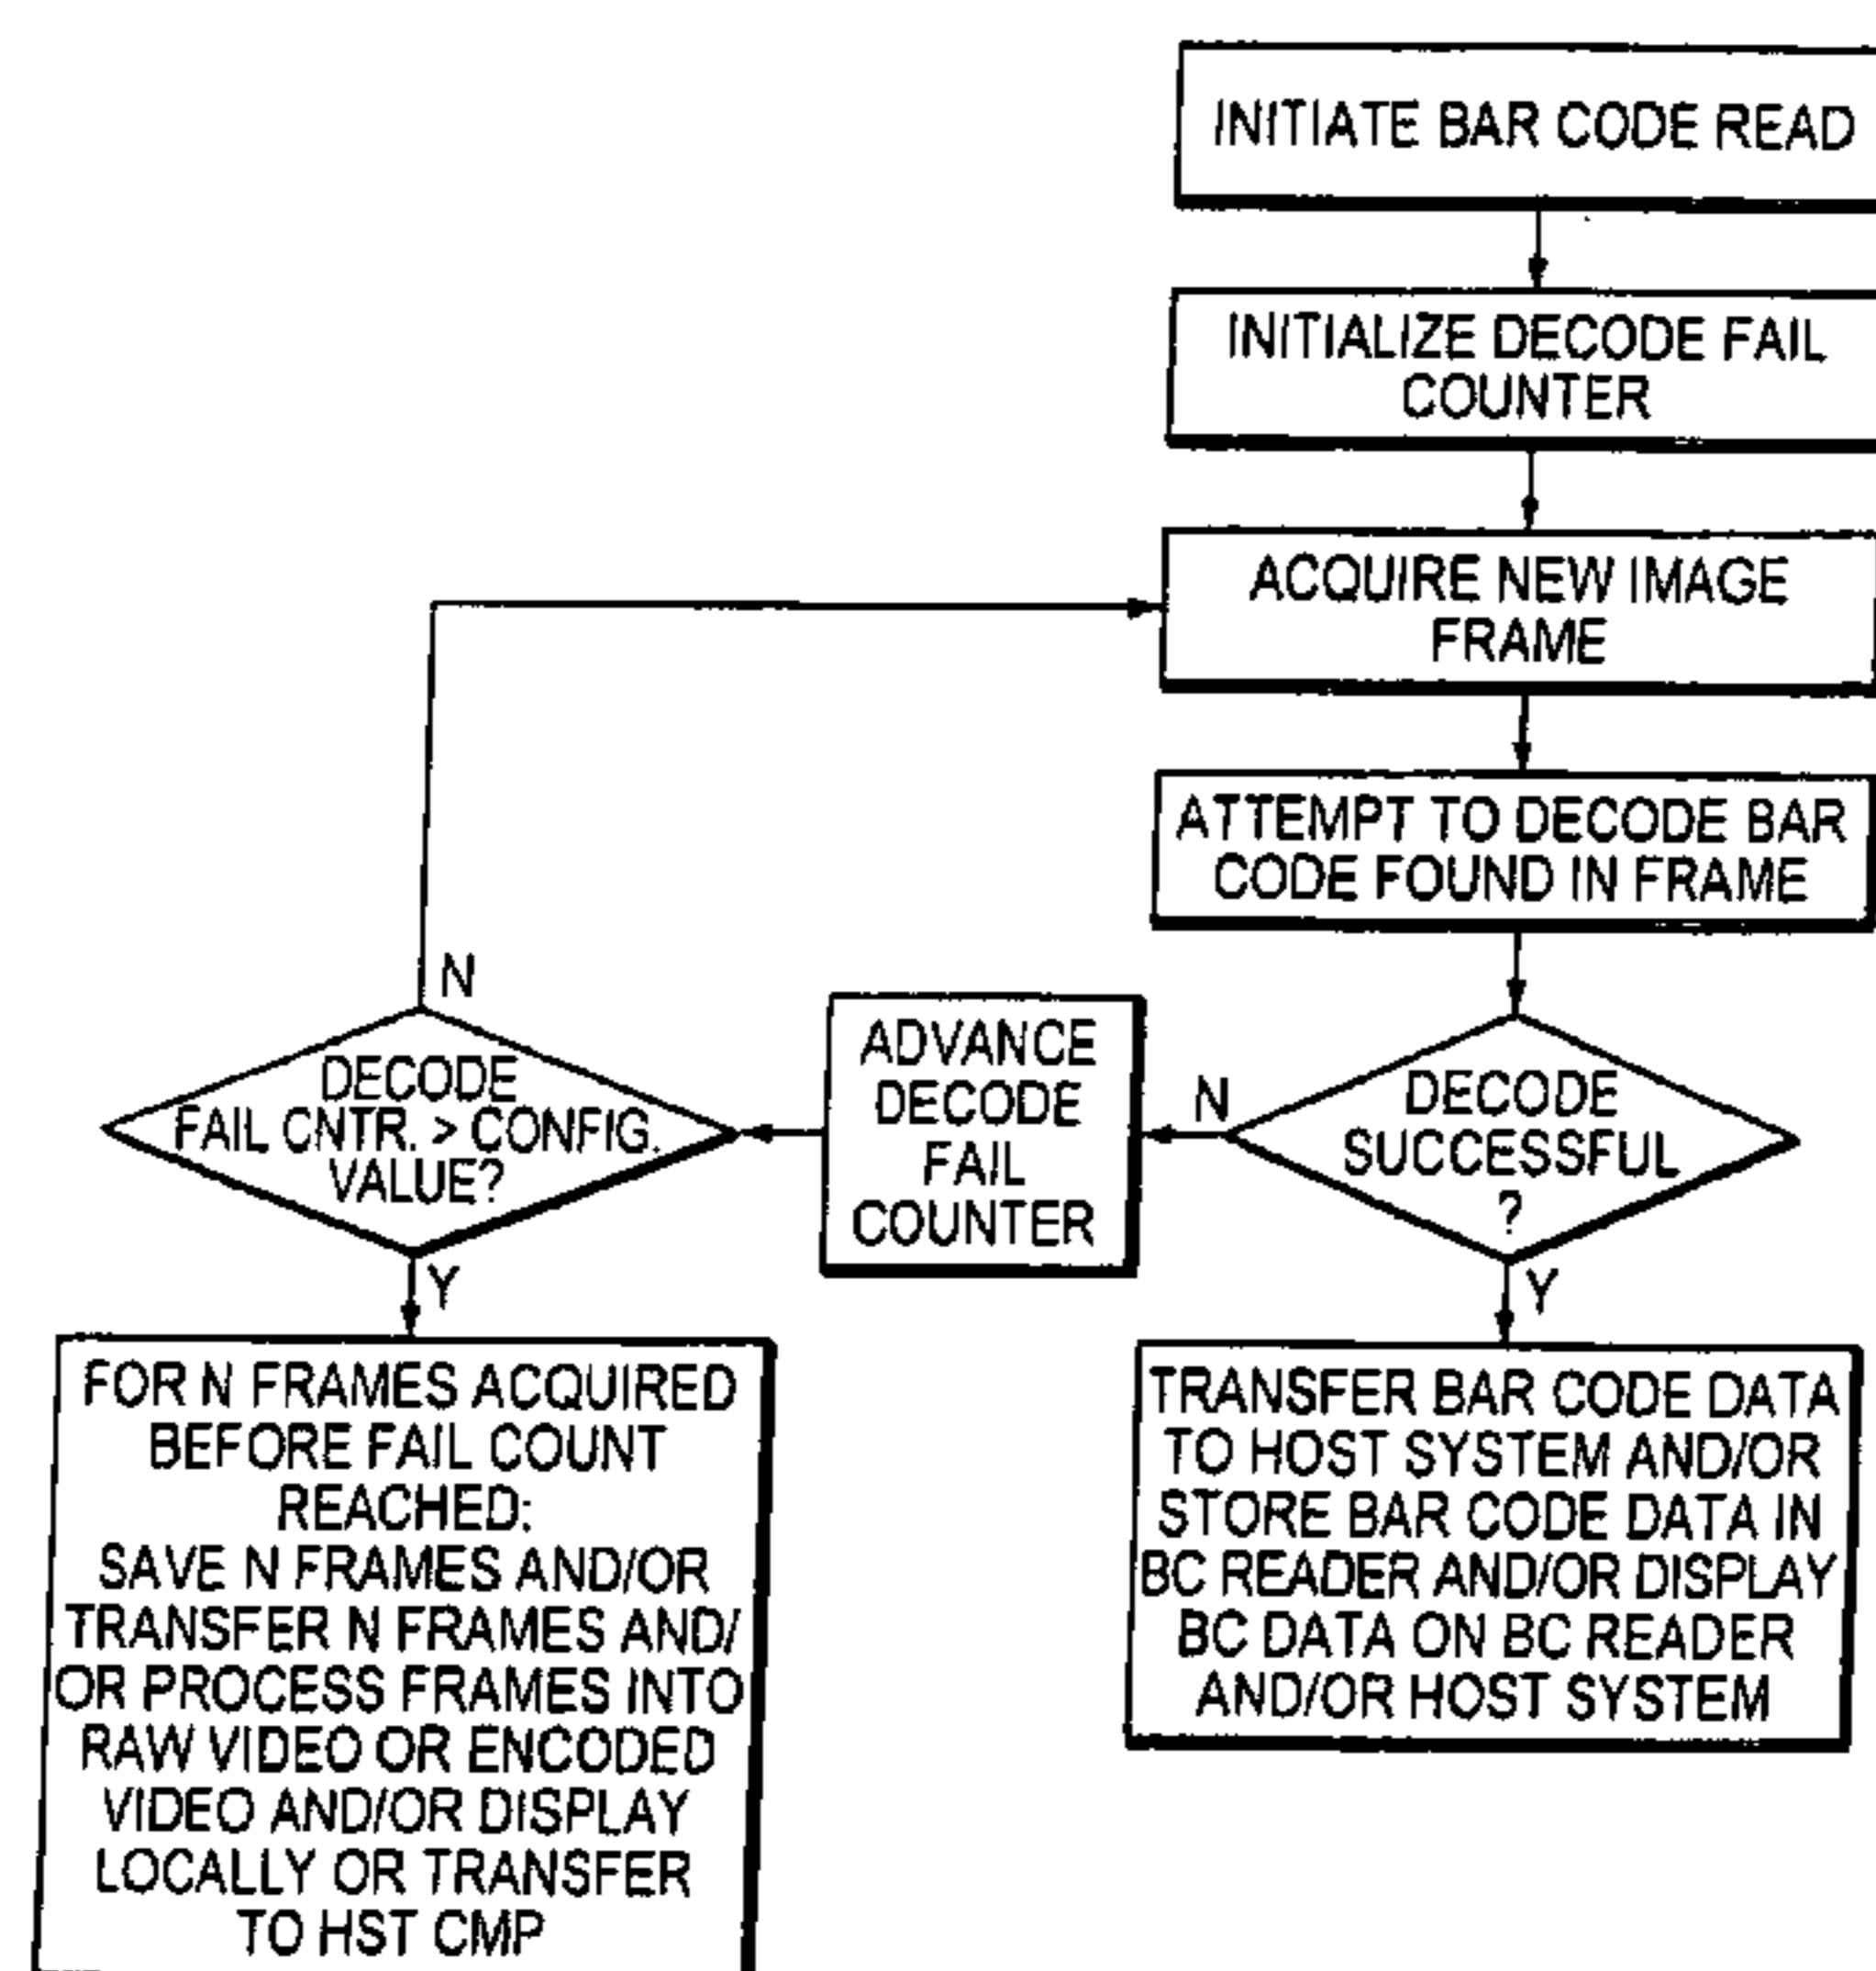 INITIATE BAR CODE READ
INITIALIZE DECODE FAIL
COUNTER
ACQUIRE NEW IMAGE
FRAME
ATTEMPT TO DECODE BAR
CODE FOUND IN FRAME
DECODE
SUCCESSFUL
?
N
Y
ADVANCE
DECODE
FAIL
COUNTER
DECODE
FAIL CNTR. > CONFIG.
VALUE?
N
Y
FOR N FRAMES ACQUIRED
BEFORE FAIL COUNT
REACHED:
SAVE N FRAMES AND/OR
TRANSFER N FRAMES AND/
OR PROCESS FRAMES INTO
RAW VIDEO OR ENCODED
VIDEO AND/OR DISPLAY
LOCALLY OR TRANSFER
TO HST CMP
TRANSFER BAR CODE DATA
TO HOST SYSTEM AND/OR
STORE BAR CODE DATA IN
BC READER AND/OR DISPLAY
BC DATA ON BC READER
AND/OR HOST SYSTEM